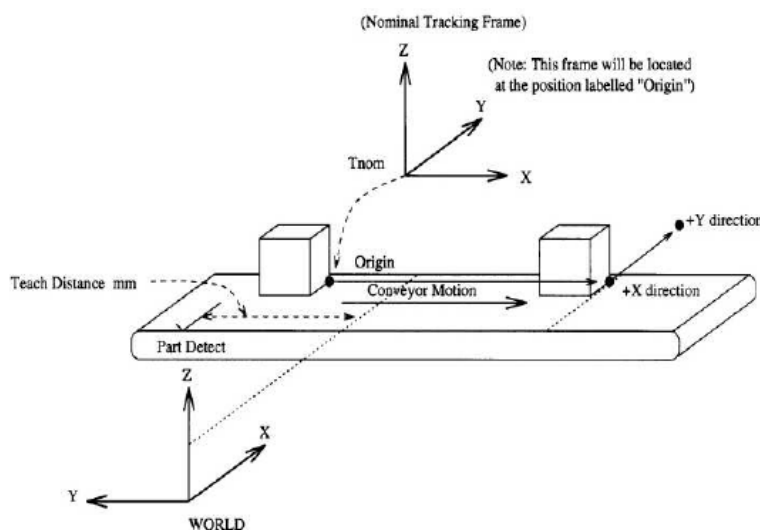 (Nominal Tracking Frame)
Z
(Note: This frame will be located
at the position labelled "Origin")
Y
Tnom
X
+Y direction
Origin
Teach Distance mm
Conveyor Motion
+X direction
Part Detect
Z
X
Y
WORLD